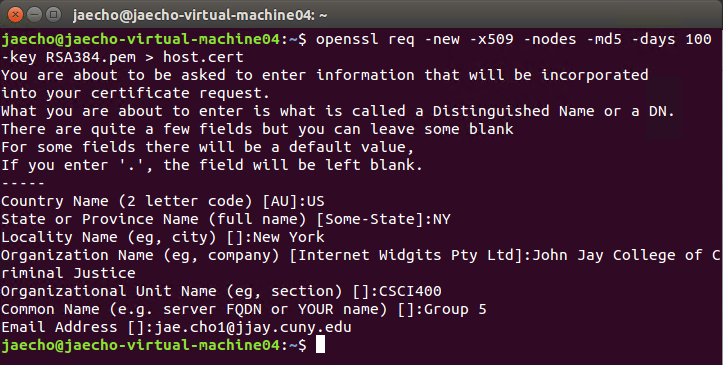 jaecho@jaecho-virtual-machine04: ~
jaecho@jaecho-virtual-machine04:~$ openssl req -new -x509 -nodes -md5 -days 100
-key RSA384.pem > host.cert
You are about to be asked to enter information that will be incorporated
into your certificate request.
What you are about to enter is what is called a Distinguished Name or a DN.
There are quite a few fields but you can leave some blank
For some fields there will be a default value,
If you enter '.', the field will be left blank.
-----
Country Name (2 letter code) [AU]:US
State or Province Name (full name) [Some-State]:NY
Locality Name (eg, city) []:New York
Organization Name (eg, company) [Internet Widgits Pty Ltd]:John Jay College of C
riminal Justice
Organizational Unit Name (eg, section) []:CSCI400
Common Name (e.g. server FQDN or YOUR name) []:Group 5
Email Address []:jae.cho1@jjay.cuny.edu
jaecho@jaecho-virtual-machine04:~$